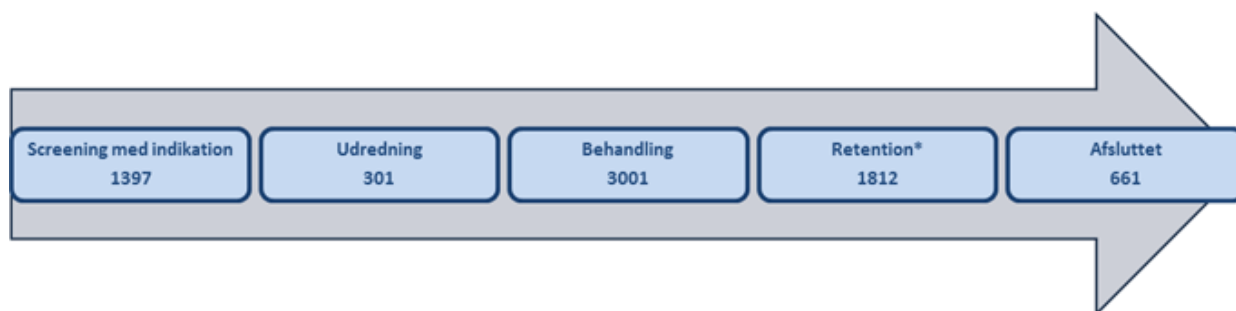 Screening med indikation
1397
Udredning
301
Behandling
3001
Retention*
1812
Afsluttet
661